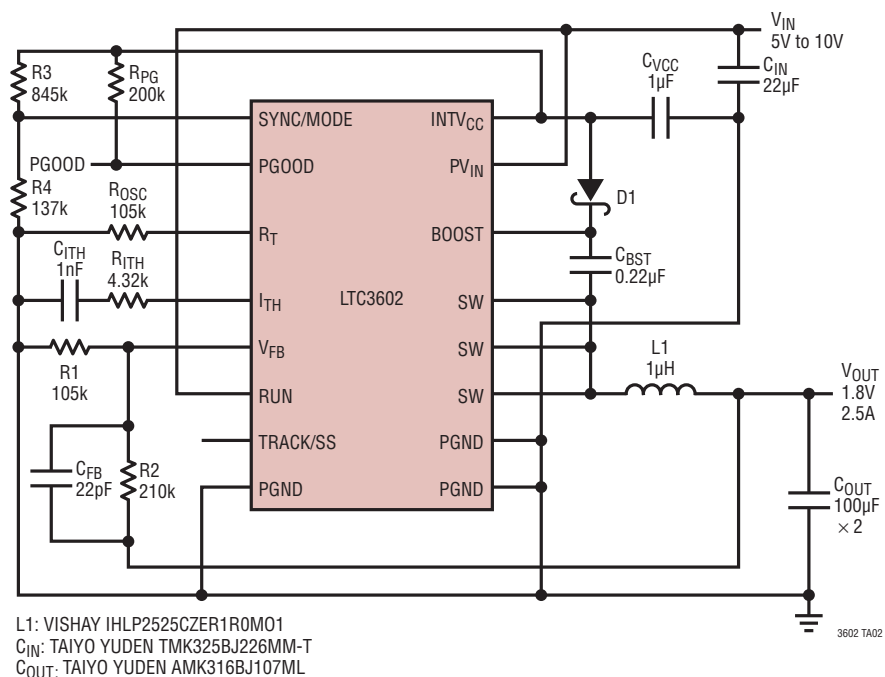 V_IN
5V to 10V
R3
845k
R_PG
200k
C_VCC
1µF
C_IN
22µF
SYNC/MODE
INTV_CC
PGOOD
PGOOD
PV_IN
R4
137k
R_OSC
105k
D1
R_T
BOOST
C_ITH
1nF
R_ITH
4.32k
C_BST
0.22µF
I_TH
LTC3602
SW
V_FB
SW
R1
105k
L1
1µH
V_OUT
1.8V
2.5A
RUN
SW
TRACK/SS
PGND
C_FB
22pF
R2
210k
PGND
PGND
C_OUT
100µF
× 2
L1: VISHAY IHLP2525CZER1R0MO1
C_IN: TAIYO YUDEN TMK325BJ226MM-T
C_OUT: TAIYO YUDEN AMK316BJ107ML
3602 TA02